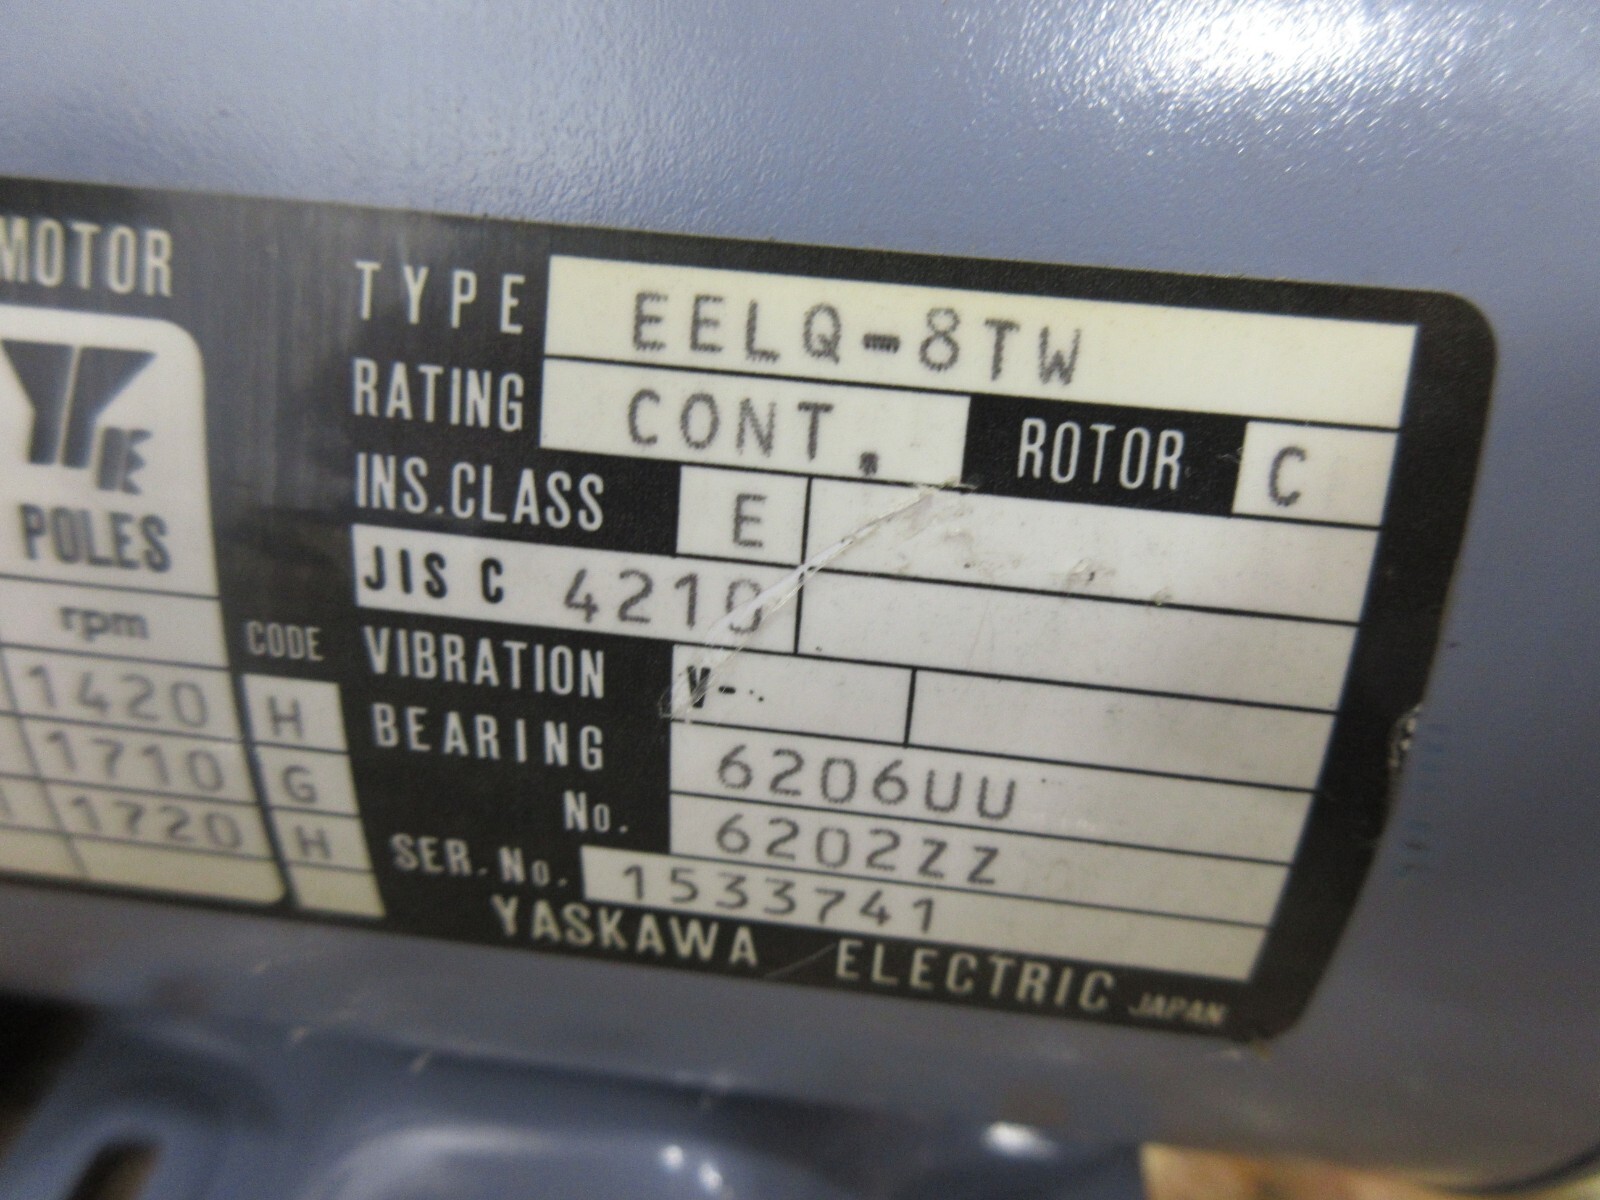 MOTOR
TYPE EELQ-8TW
RATING CONT. ROTOR C
INS.CLASS E
POLES
JIS C 4210
rpm CODE
VIBRATION V-
1420 H
BEARING No. 6206UU
1710 G
6202ZZ
1720 H
SER.No. 1533741
YASKAWA ELECTRIC JAPAN